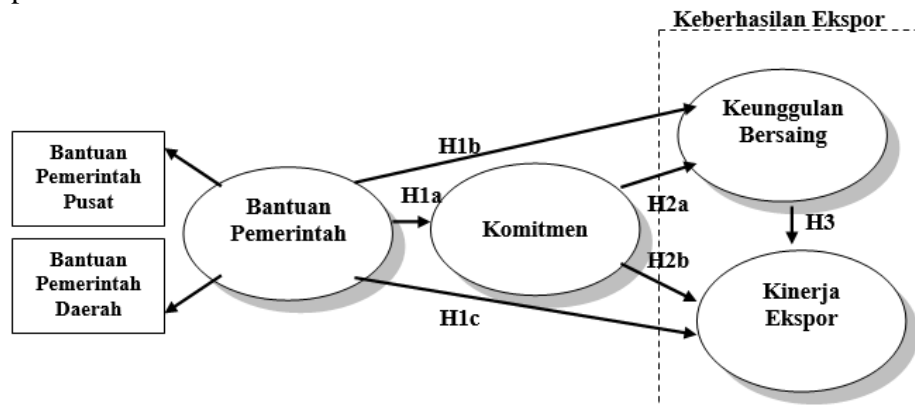 Keberhasilan Ekspor
Keunggulan
Bersaing
Bantuan
Pemerintah
Pusat
H1b
H1a
Bantuan
Pemerintah
Komitmen
H2a
H3
Bantuan
Pemerintah
Daerah
H2b
H1c
Kinerja
Ekspor